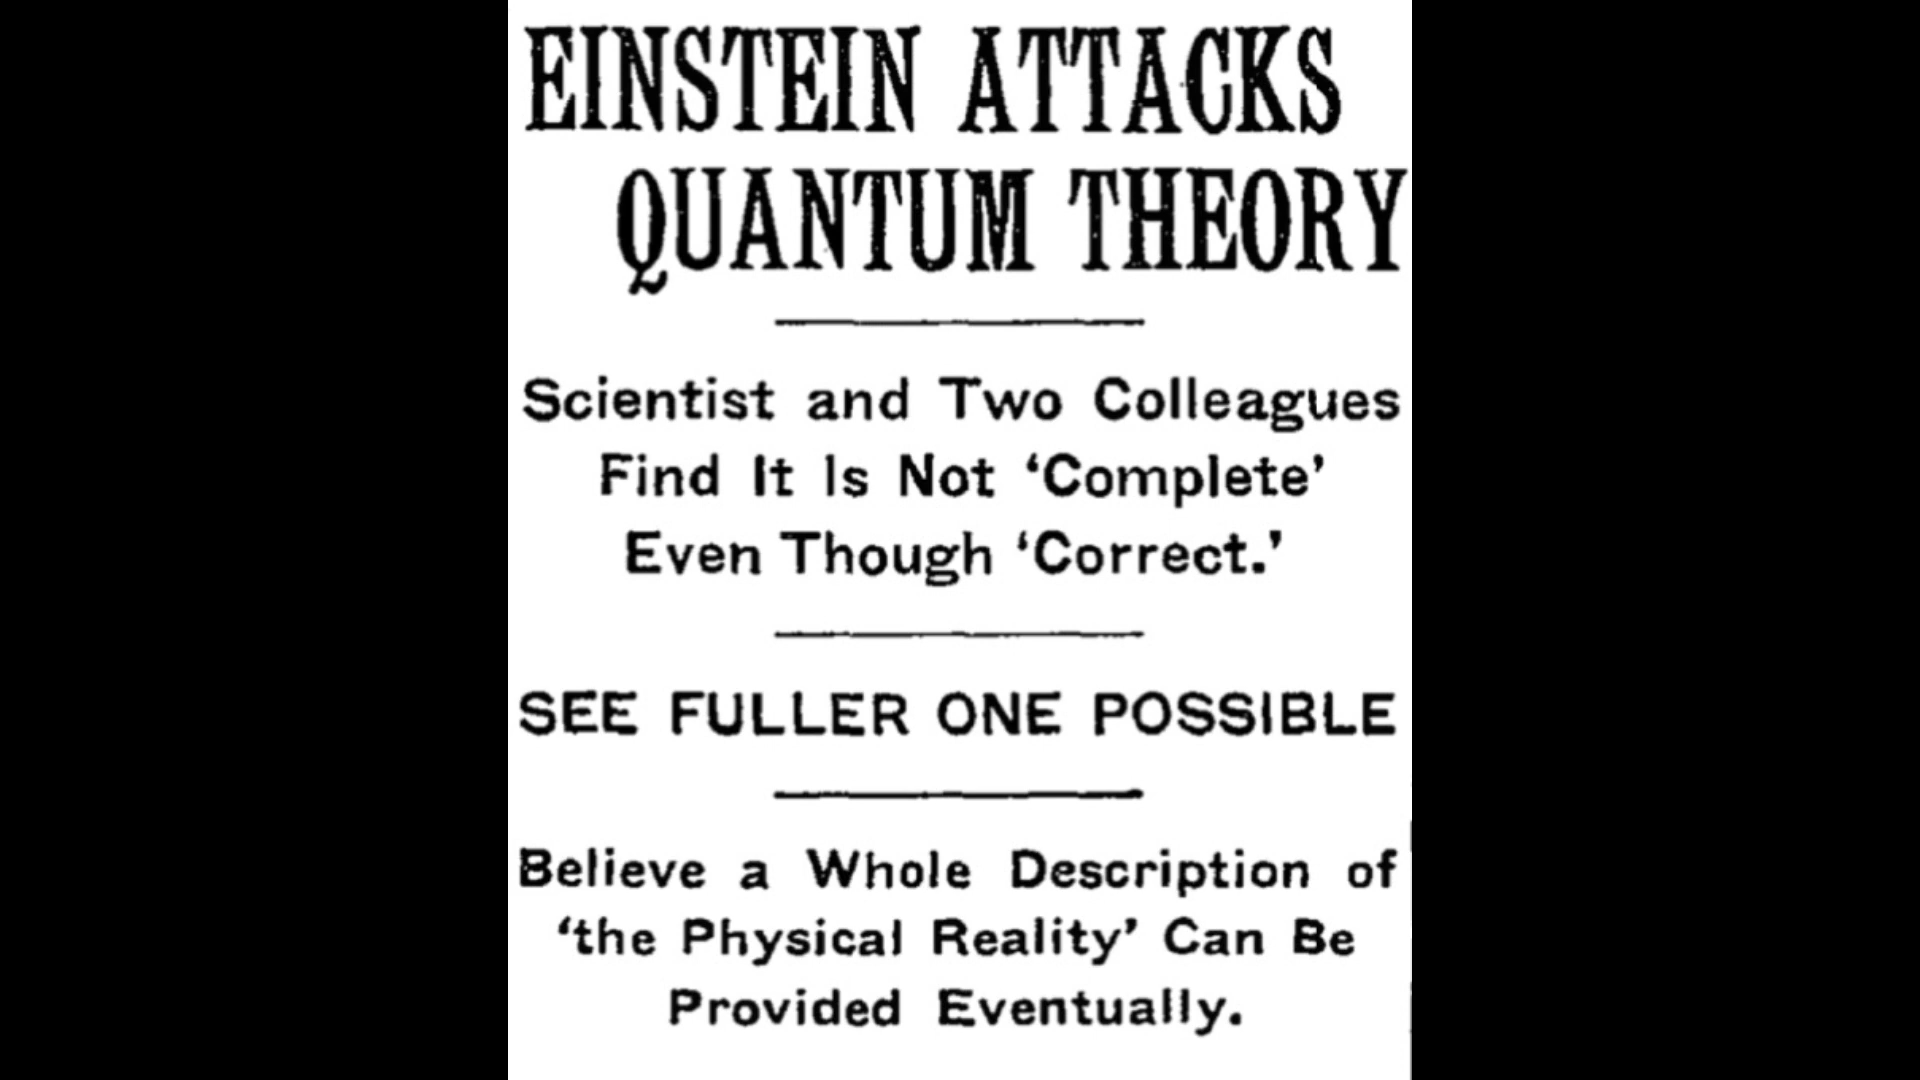 EINSTEIN ATTACKS
QUANTUM THEORY
Scientist and Two Colleagues
Find It Is Not ‘Complete’
Even Though ‘Correct.’
SEE FULLER ONE POSSIBLE
Believe a Whole Description of
‘the Physical Reality’ Can Be
Provided Eventually.